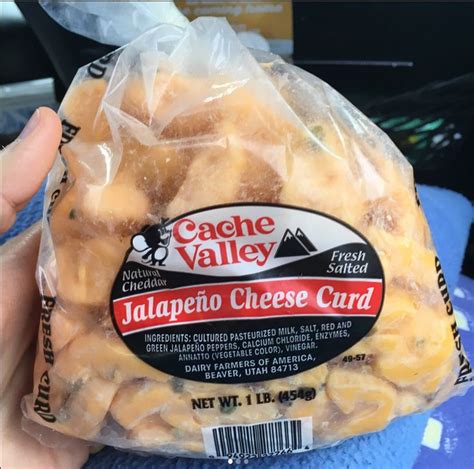 Cache
Valley
Natural
Cheddar
Fresh
Salted
Jalapeño Cheese Curd
INGREDIENTS: CULTURED PASTEURIZED MILK, SALT, RED AND
GREEN JALAPEÑO PEPPERS, CALCIUM CHLORIDE, ENZYMES,
ANNATTO (VEGETABLE COLOR), VINEGAR.
DAIRY FARMERS OF AMERICA,
BEAVER, UTAH 84713
49-57
NET WT. 1 LB. (454g)
FRESH CURD